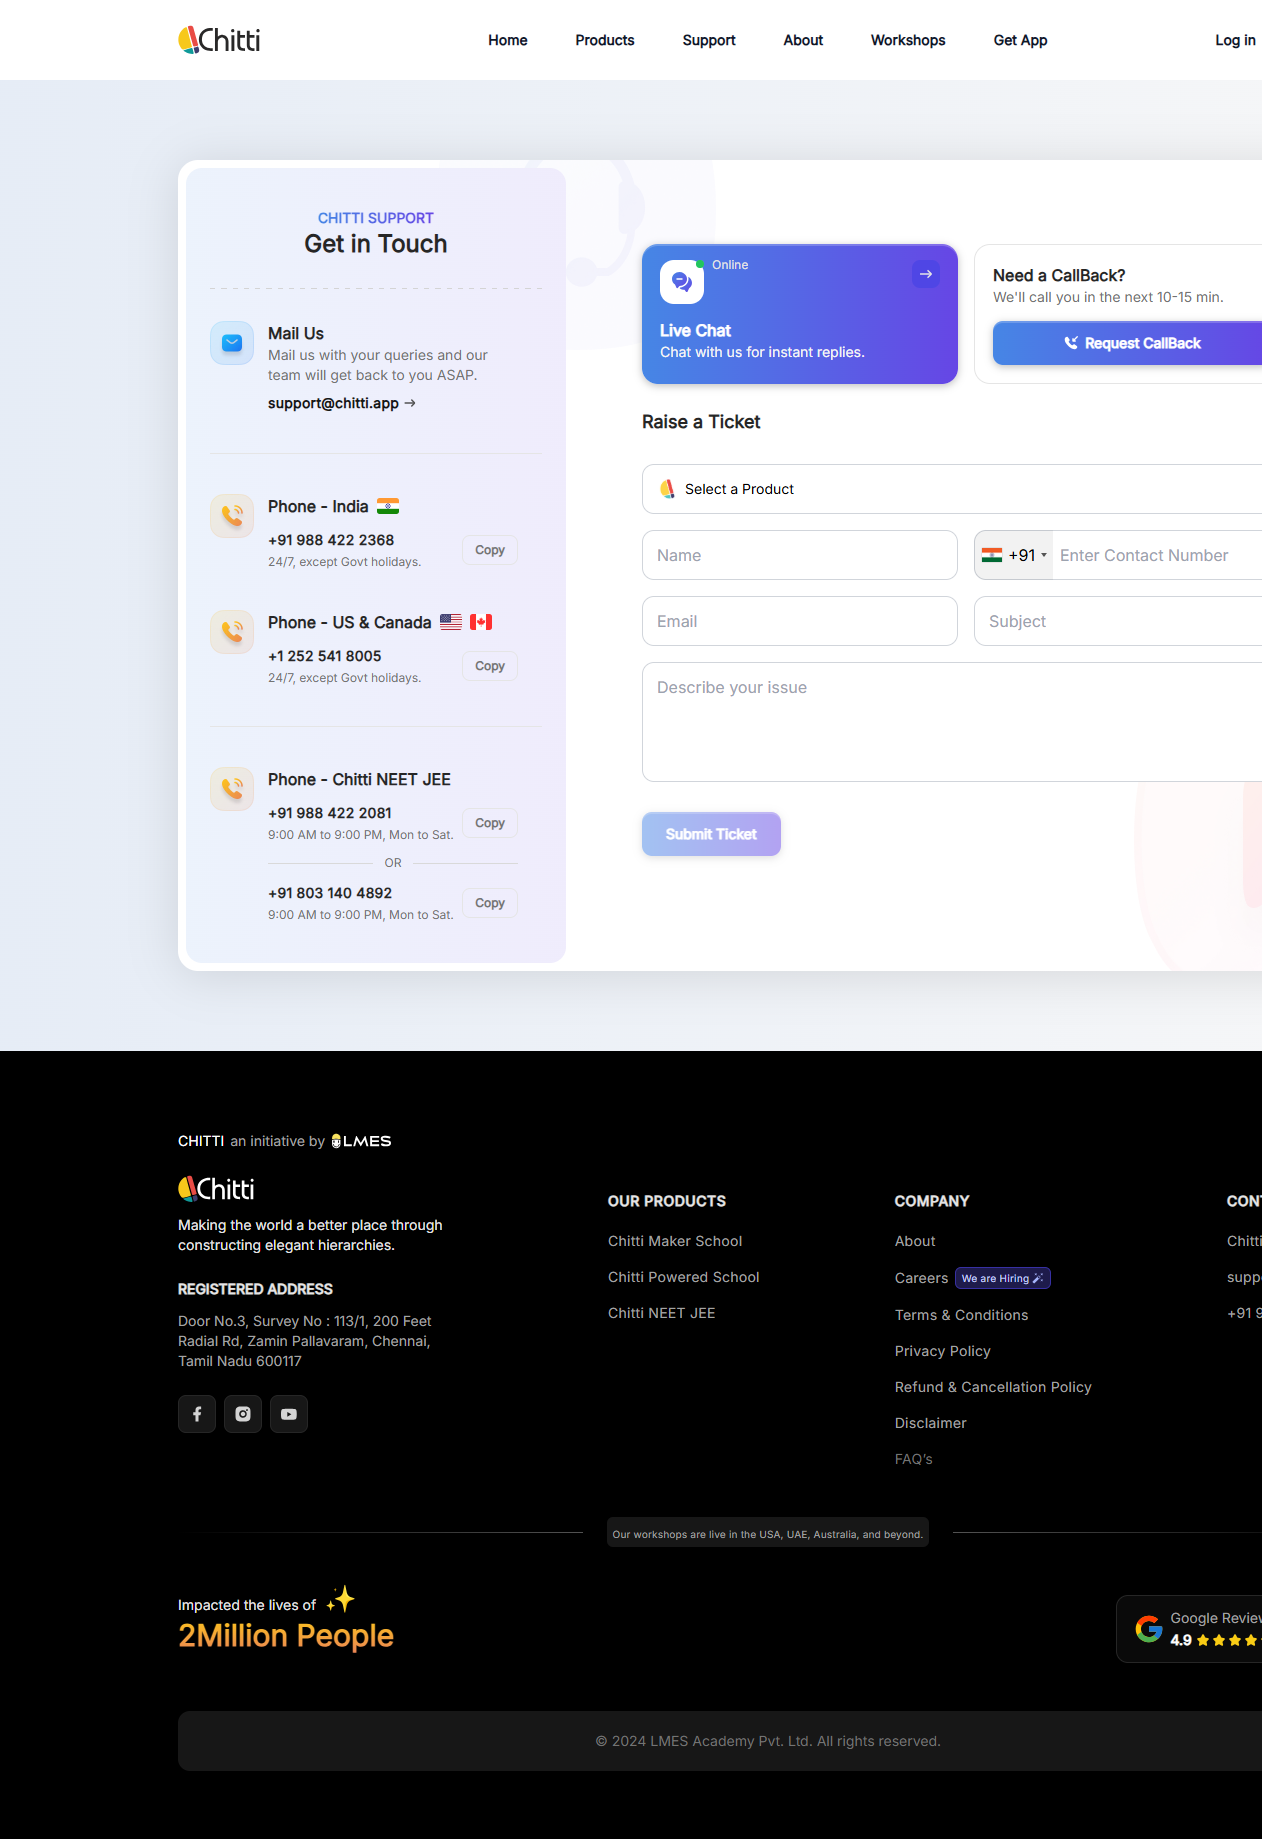 Chitti
Home
Products
Support
About
Workshops
Get App
Log in
CHITTI SUPPORT
Get in Touch
Mail Us
Mail us with your queries and our
team will get back to you ASAP.
support@chitti.app
Phone - India
+91 988 422 2368
24/7, except Govt holidays.
Copy
Phone - US & Canada
+1 252 541 8005
24/7, except Govt holidays.
Copy
Phone - Chitti NEET JEE
+91 988 422 2081
9:00 AM to 9:00 PM, Mon to Sat.
Copy
OR
+91 803 140 4892
9:00 AM to 9:00 PM, Mon to Sat.
Copy
Online
Live Chat
Chat with us for instant replies.
Need a CallBack?
We'll call you in the next 10-15 min.
Request CallBack
Raise a Ticket
Select a Product
Name
+91
Enter Contact Number
Email
Subject
Describe your issue
Submit Ticket
CHITTI an initiative by LMES
Chitti
Making the world a better place through
constructing elegant hierarchies.
REGISTERED ADDRESS
Door No.3, Survey No : 113/1, 200 Feet
Radial Rd, Zamin Pallavaram, Chennai,
Tamil Nadu 600117
OUR PRODUCTS
Chitti Maker School
Chitti Powered School
Chitti NEET JEE
COMPANY
About
Careers
We are Hiring
Terms & Conditions
Privacy Policy
Refund & Cancellation Policy
Disclaimer
FAQ's
Chitti
+91 9
Our workshops are live in the USA, UAE, Australia, and beyond.
Impacted the lives of
2Million People
Google
4.9
© 2024 LMES Academy Pvt. Ltd. All rights reserved.